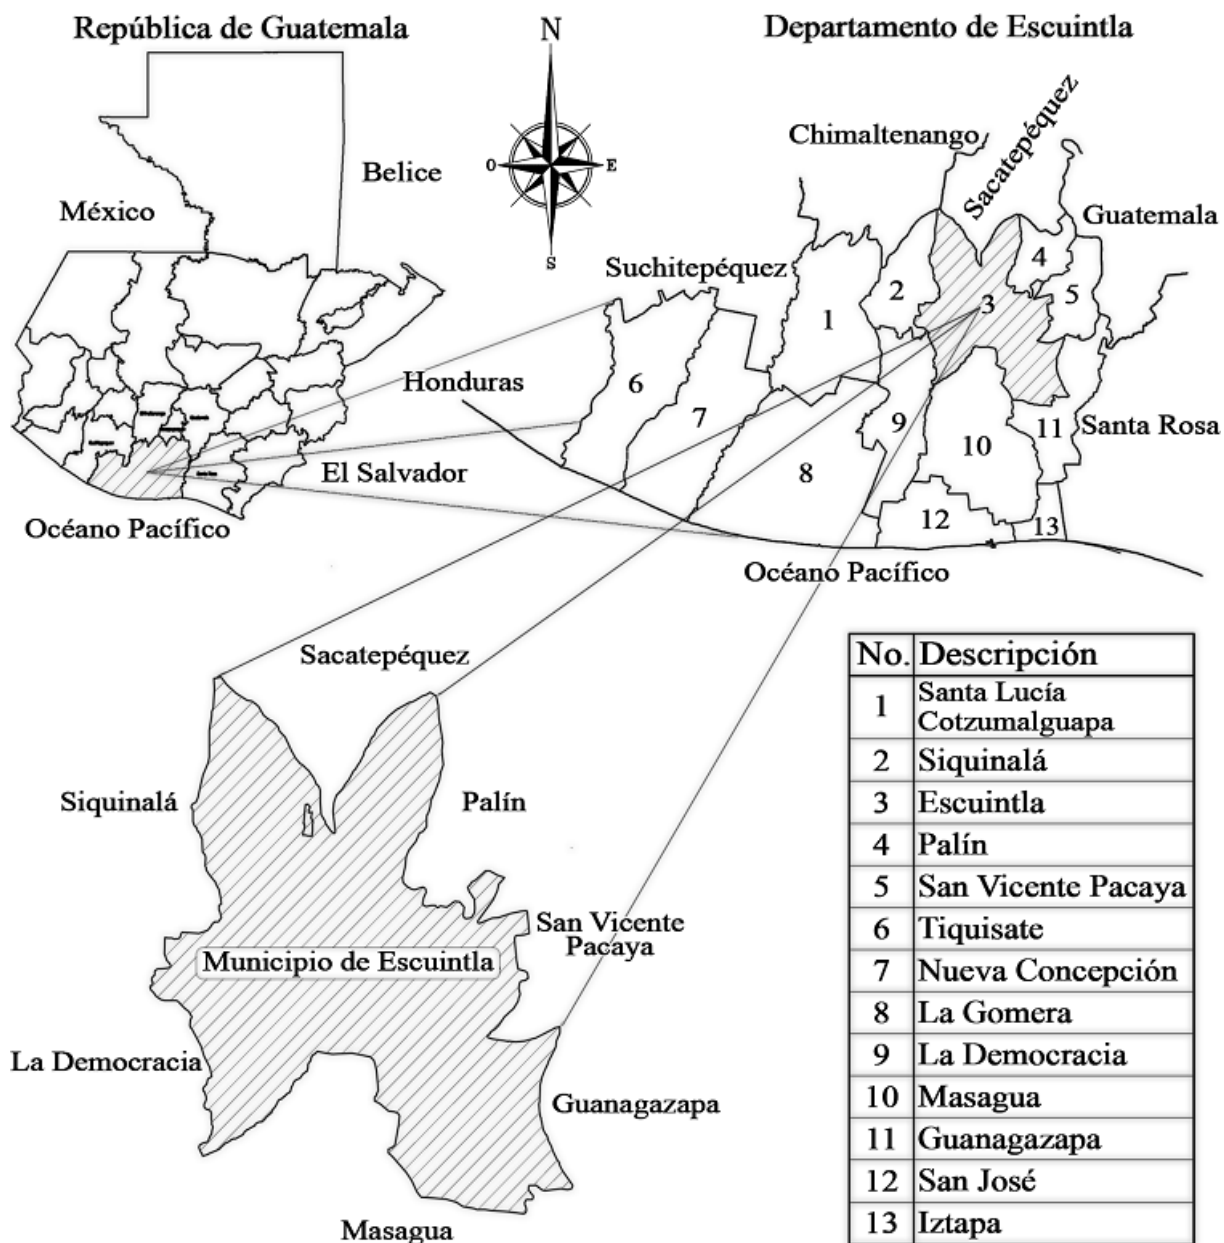 República de Guatemala
N
Departamento de Escuintla
Chimaltenango
Sacatepéquez
Belice
O
E
México
Guatemala
S
Suchitepéquez
4
2
5
3
1
Honduras
6
7
9
11
Santa Rosa
10
El Salvador
8
Océano Pacífico
12
13
Océano Pacífico
Sacatepéquez
Siquinalá
Palín
San Vicente
Pacaya
Municipio de Escuintla
La Democracia
Guanagazapa
Masagua
No. Descripción
1 Santa Lucía
Cotzumalguapa
2 Siquinalá
3 Escuintla
4 Palín
5 San Vicente Pacaya
6 Tiquisate
7 Nueva Concepción
8 La Gomera
9 La Democracia
10 Masagua
11 Guanagazapa
12 San José
13 Iztapa